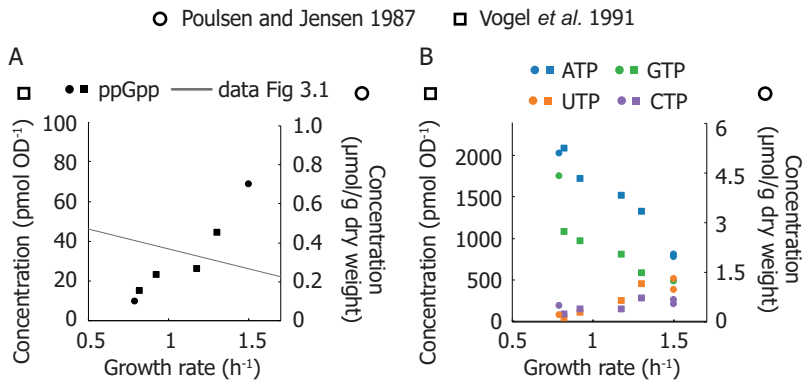 Poulsen and Jensen 1987 Vogel et al. 1991
A
ppGpp data Fig 3.1
Concentration (pmol OD⁻¹)
100
80
60
40
20
0
1.0
0.8
0.6
0.4
0.2
0
Concentration
(μmol/g dry weight)
0.5 1 1.5
Growth rate (h⁻¹)
B
ATP GTP
UTP CTP
Concentration (pmol OD⁻¹)
2000
1500
1000
500
0
6
4.5
3
1.5
0
Concentration
(μmol/g dry weight)
0.5 1 1.5
Growth rate (h⁻¹)